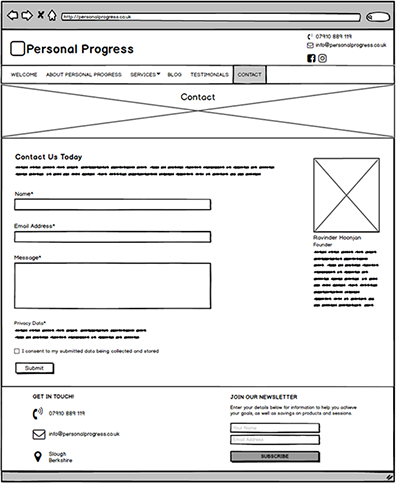 http://personalprogress.co.uk
Personal Progress
07910 889 119
info@personalprogress.co.uk
WELCOME ABOUT PERSONAL PROGRESS SERVICES BLOG TESTIMONIALS CONTACT
Contact
Contact Us Today
Name*
Email Address*
Message*
Ravinder Hoonjan
Founder
Privacy Data*
I consent to my submitted data being collected and stored
Submit
GET IN TOUCH!
07910 889 119
info@personalprogress.co.uk
Slough
Berkshire
JOIN OUR NEWSLETTER
Enter your details below for information to help you achieve
your goals, as well as savings on products and sessions.
Your Name
Email Address
SUBSCRIBE